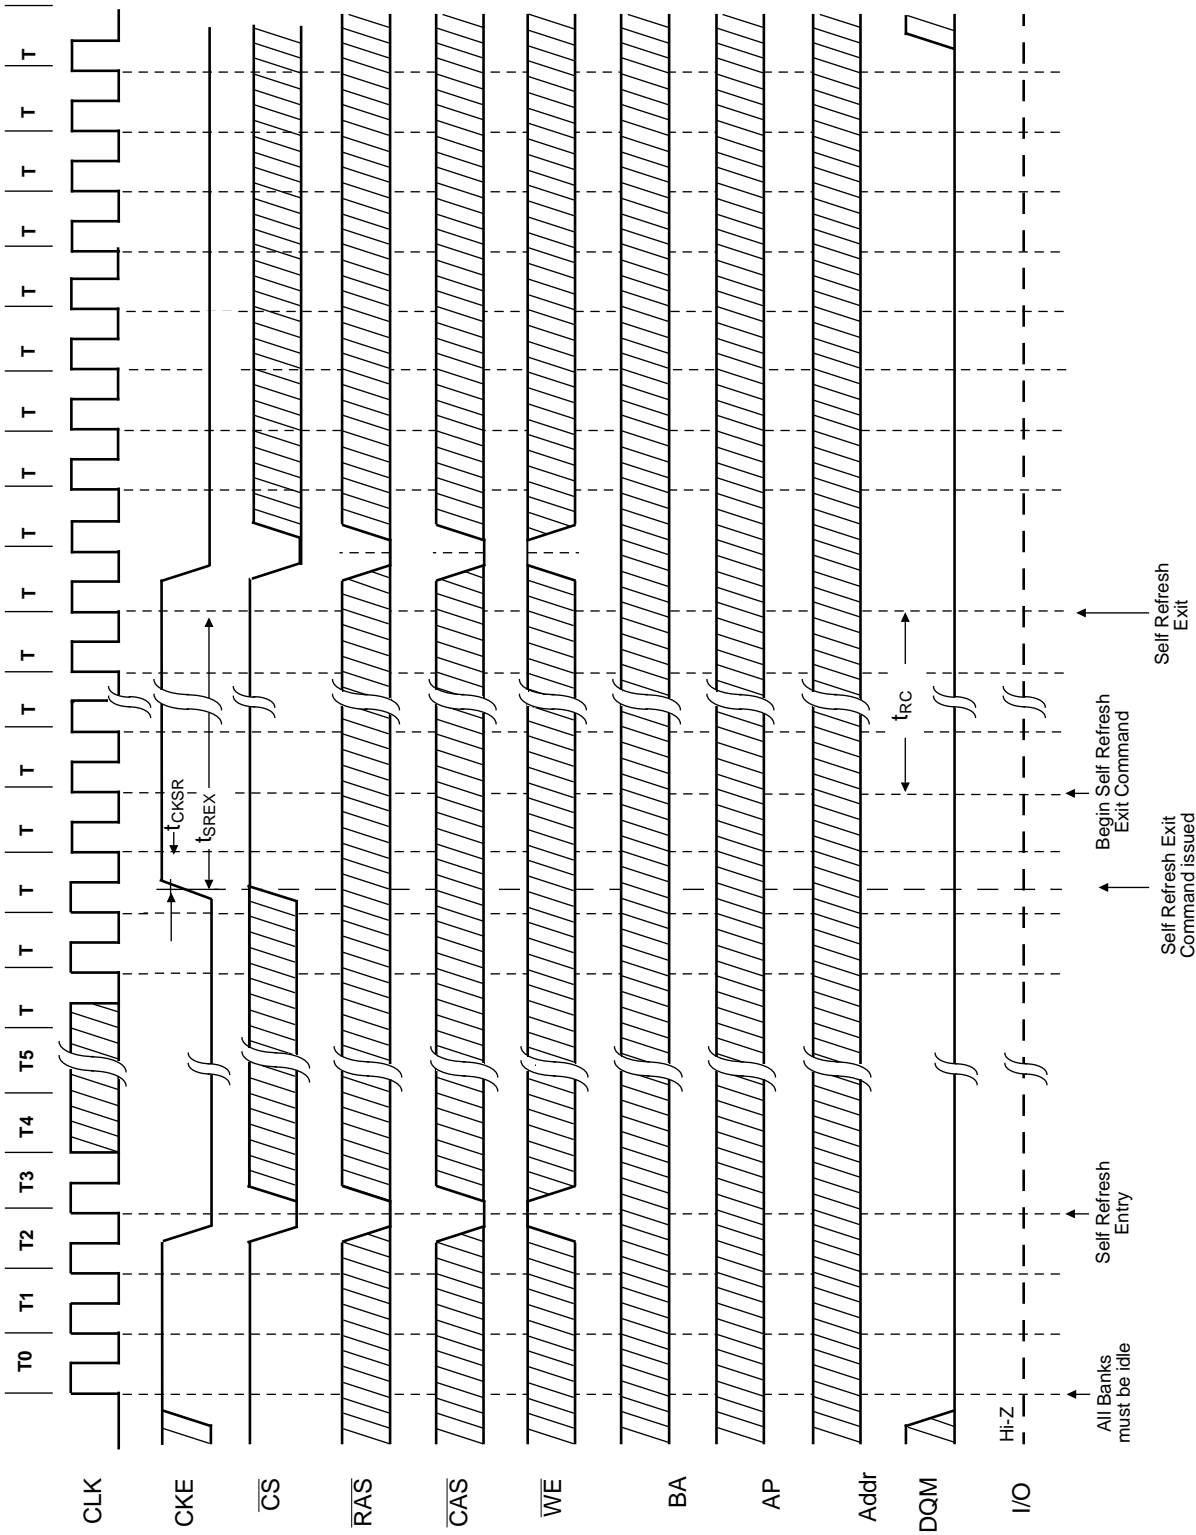 T0 T1 T2 T3 T4 T5 T T T T T T T T T T T T T T T T T
CLK
CKE
tCKSR
tSREX
CS
RAS
CAS
WE
BA
AP
Addr
DQM
tRC
Hi-Z
I/O
All Banks
must be idle
Self Refresh
Entry
Self Refresh Exit
Command issued
Begin Self Refresh
Exit Command
Self Refresh
Exit